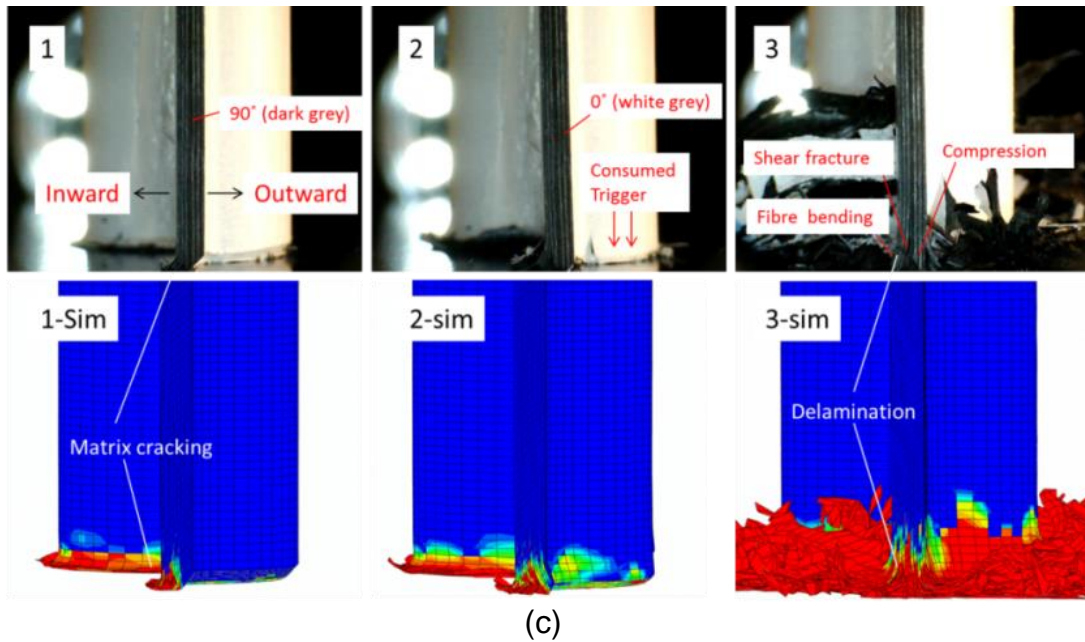 1
90˚ (dark grey)
Inward
Outward
2
0˚ (white grey)
Consumed
Trigger
3
Shear fracture
Compression
Fibre bending
1-Sim
Matrix cracking
2-sim
3-sim
Delamination
(c)